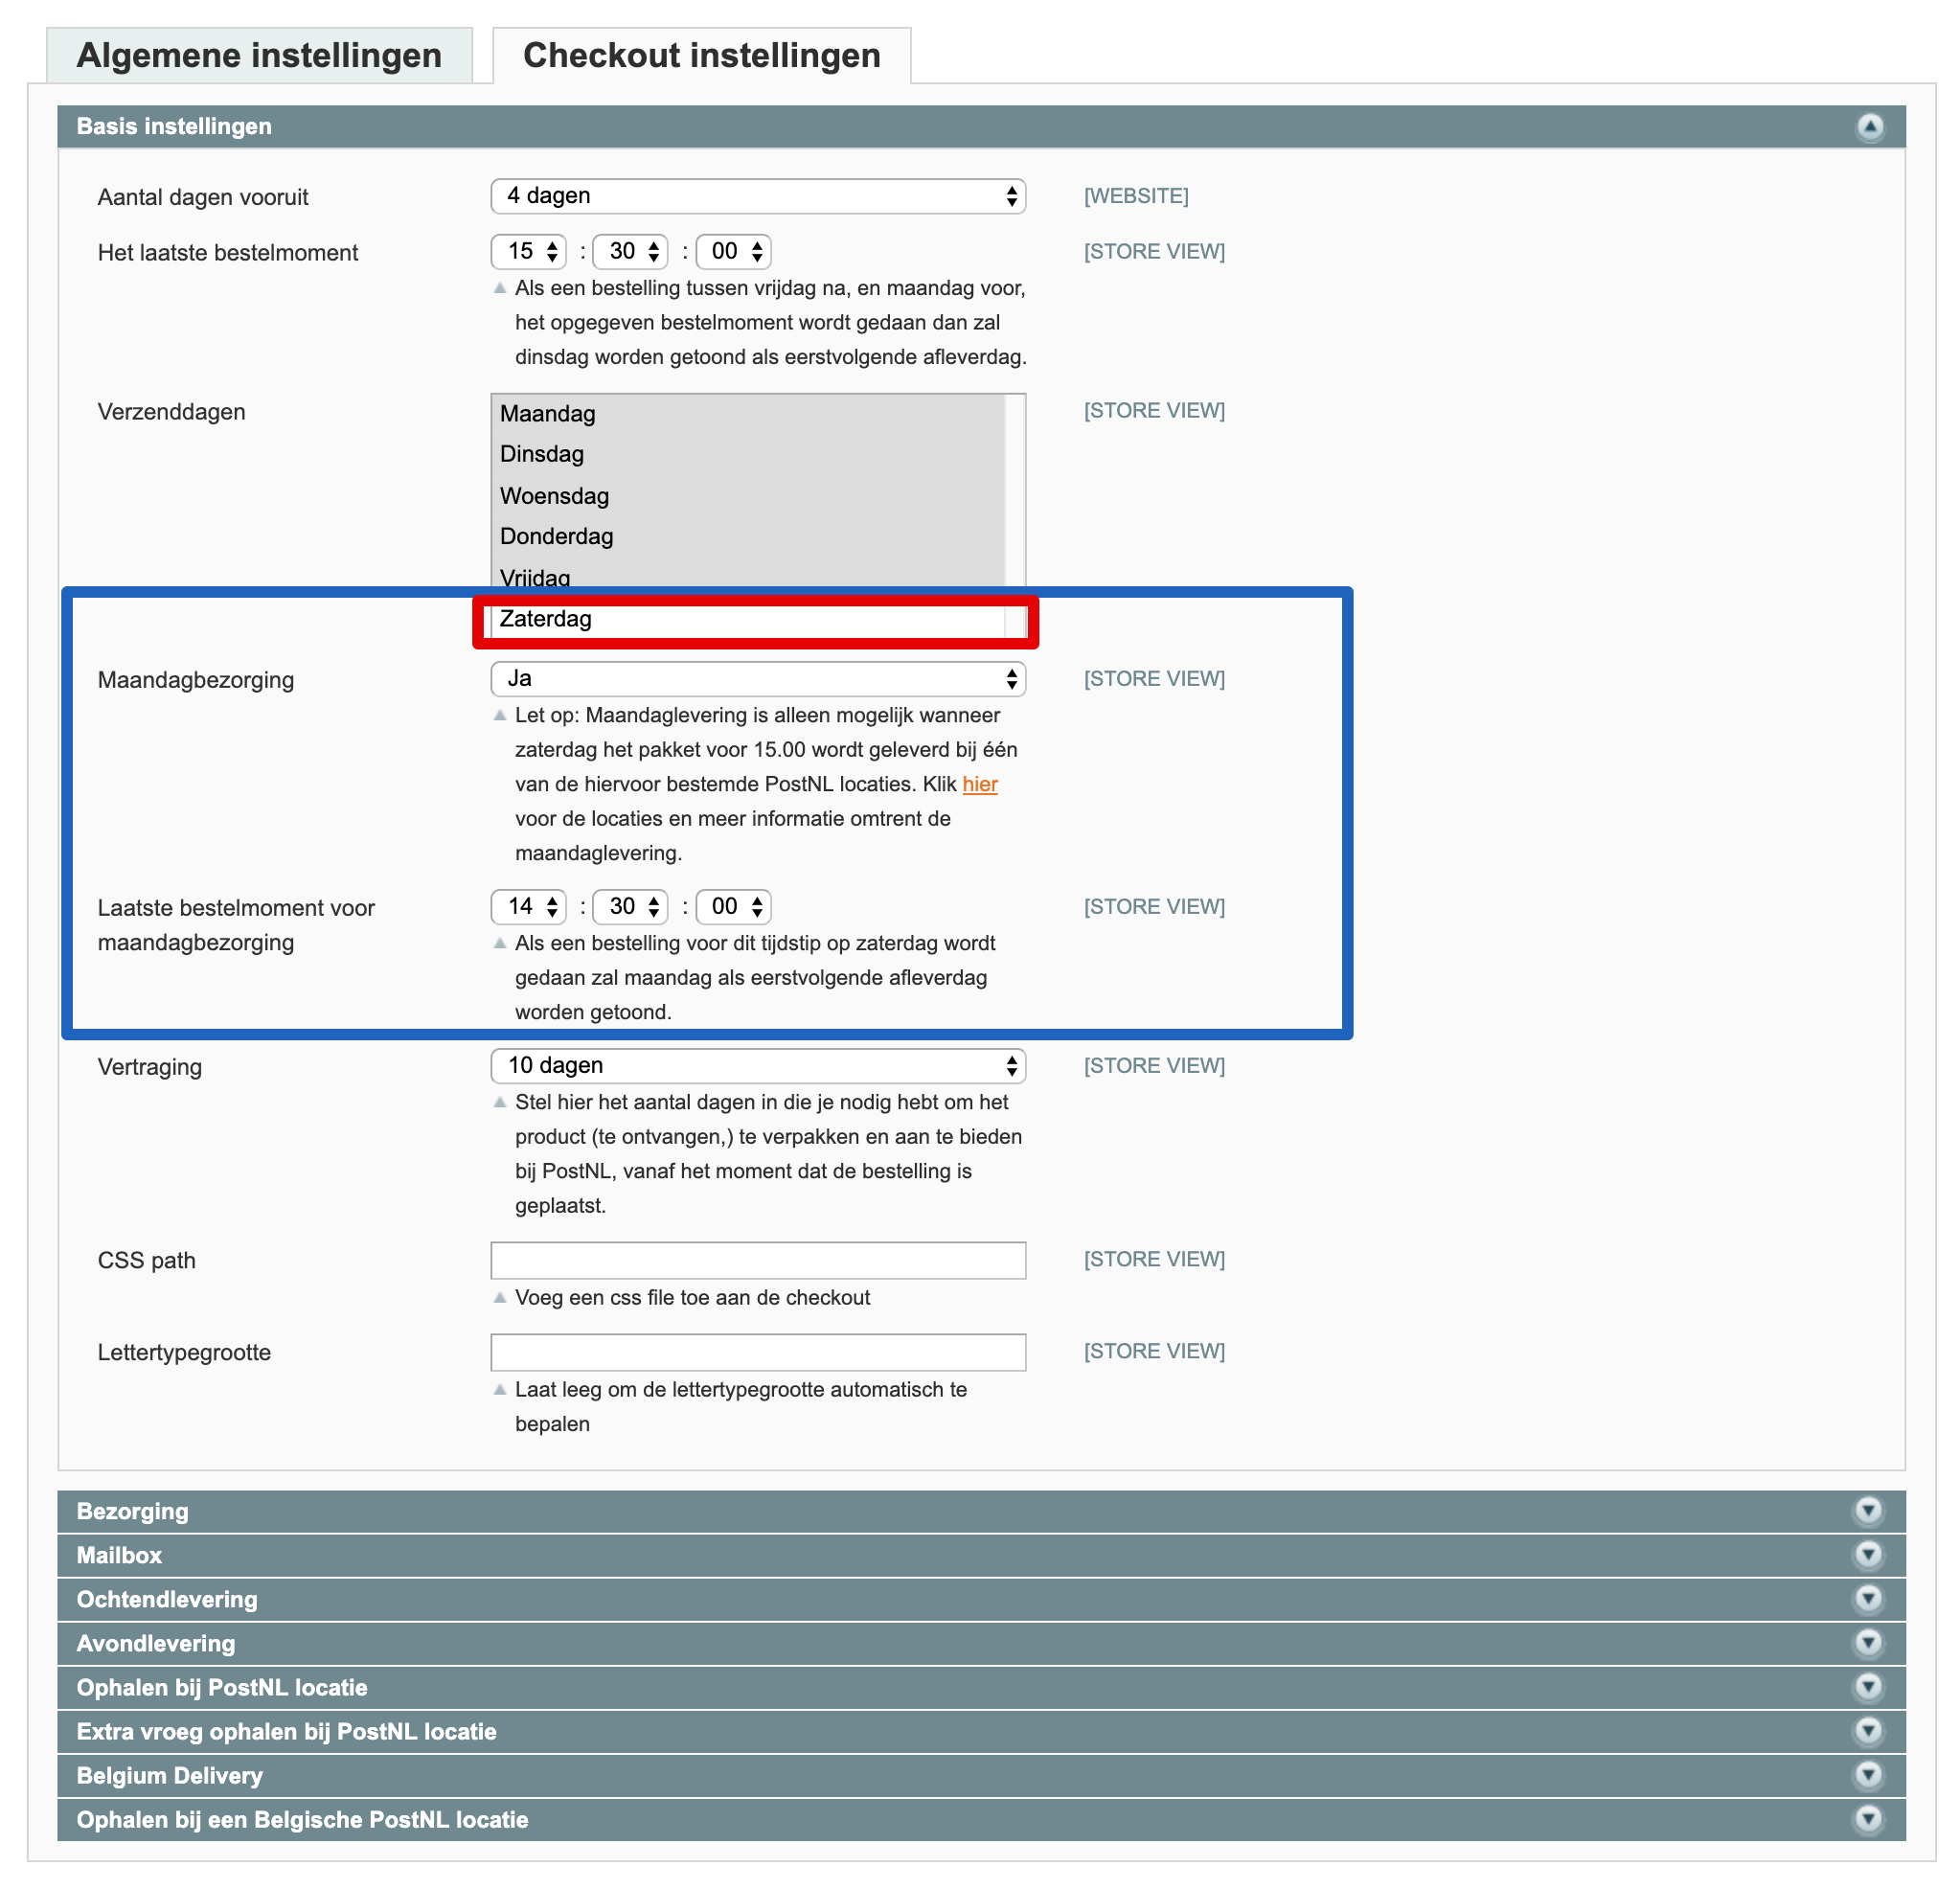 Algemene instellingen
Checkout instellingen
Basis instellingen
Aantal dagen vooruit
4 dagen
[WEBSITE]
Het laatste bestelmoment
15 : 30 : 00
[STORE VIEW]
Als een bestelling tussen vrijdag na, en maandag voor,
het opgegeven bestelmoment wordt gedaan dan zal
dinsdag worden getoond als eerstvolgende afleverdag.
Verzenddagen
[STORE VIEW]
Maandag
Dinsdag
Woensdag
Donderdag
Vrijdag
Zaterdag
Maandagbezorging
Ja
[STORE VIEW]
Let op: Maandaglevering is alleen mogelijk wanneer
zaterdag het pakket voor 15.00 wordt geleverd bij één
van de hiervoor bestemde PostNL locaties. Klik hier
voor de locaties en meer informatie omtrent de
maandaglevering.
Laatste bestelmoment voor
maandagbezorging
14 : 30 : 00
[STORE VIEW]
Als een bestelling voor dit tijdstip op zaterdag wordt
gedaan zal maandag als eerstvolgende afleverdag
worden getoond.
Vertraging
10 dagen
[STORE VIEW]
Stel hier het aantal dagen in die je nodig hebt om het
product (te ontvangen,) te verpakken en aan te bieden
bij PostNL, vanaf het moment dat de bestelling is
geplaatst.
CSS path
[STORE VIEW]
Voeg een css file toe aan de checkout
Lettertypegrootte
[STORE VIEW]
Laat leeg om de lettertypegrootte automatisch te
bepalen
Bezorging
Mailbox
Ochtendlevering
Avondlevering
Ophalen bij PostNL locatie
Extra vroeg ophalen bij PostNL locatie
Belgium Delivery
Ophalen bij een Belgische PostNL locatie